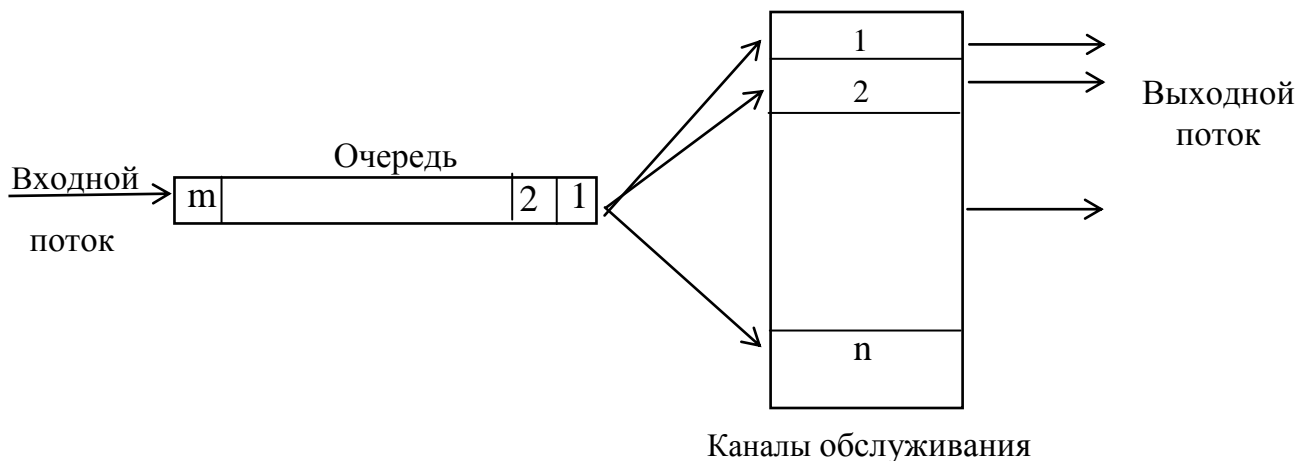 Входной
поток
Очередь
m 2 1
1
2
n
Каналы обслуживания
Выходной
поток